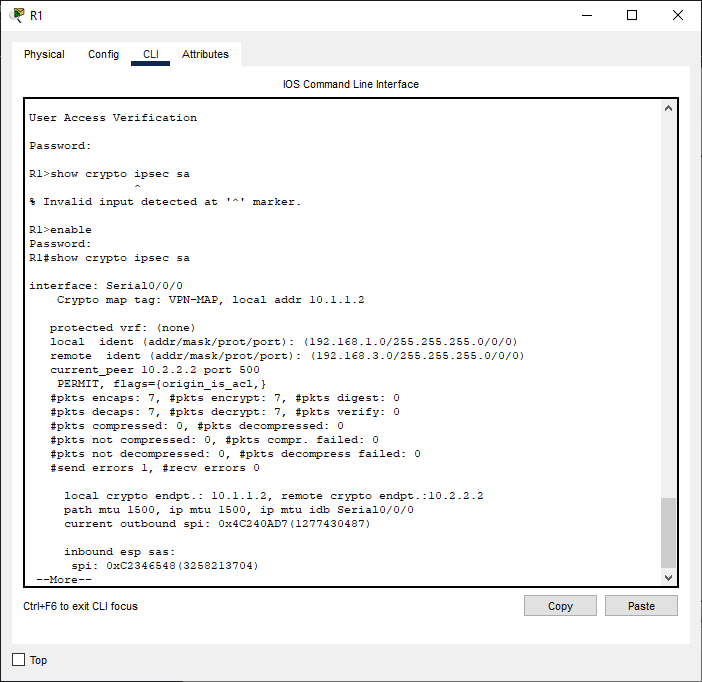 R1
Physical Config CLI Attributes
IOS Command Line Interface
User Access Verification
Password:
R1>show crypto ipsec sa
^
% Invalid input detected at '^' marker.
R1>enable
Password:
R1#show crypto ipsec sa
interface: Serial0/0/0
Crypto map tag: VPN-MAP, local addr 10.1.1.2
protected vrf: (none)
local  ident (addr/mask/prot/port): (192.168.1.0/255.255.255.0/0/0)
remote  ident (addr/mask/prot/port): (192.168.3.0/255.255.255.0/0/0)
current_peer 10.2.2.2 port 500
PERMIT, flags={origin_is_acl,}
#pkts encaps: 7, #pkts encrypt: 7, #pkts digest: 0
#pkts decaps: 7, #pkts decrypt: 7, #pkts verify: 0
#pkts compressed: 0, #pkts decompressed: 0
#pkts not compressed: 0, #pkts compr. failed: 0
#pkts not decompressed: 0, #pkts decompress failed: 0
#send errors 1, #recv errors 0
local crypto endpt.: 10.1.1.2, remote crypto endpt.:10.2.2.2
path mtu 1500, ip mtu 1500, ip mtu idb Serial0/0/0
current outbound spi: 0x4C240AD7(1277430487)
inbound esp sas:
spi: 0xC2346548(3258213704)
--More--
Ctrl+F6 to exit CLI focus
Copy Paste
Top